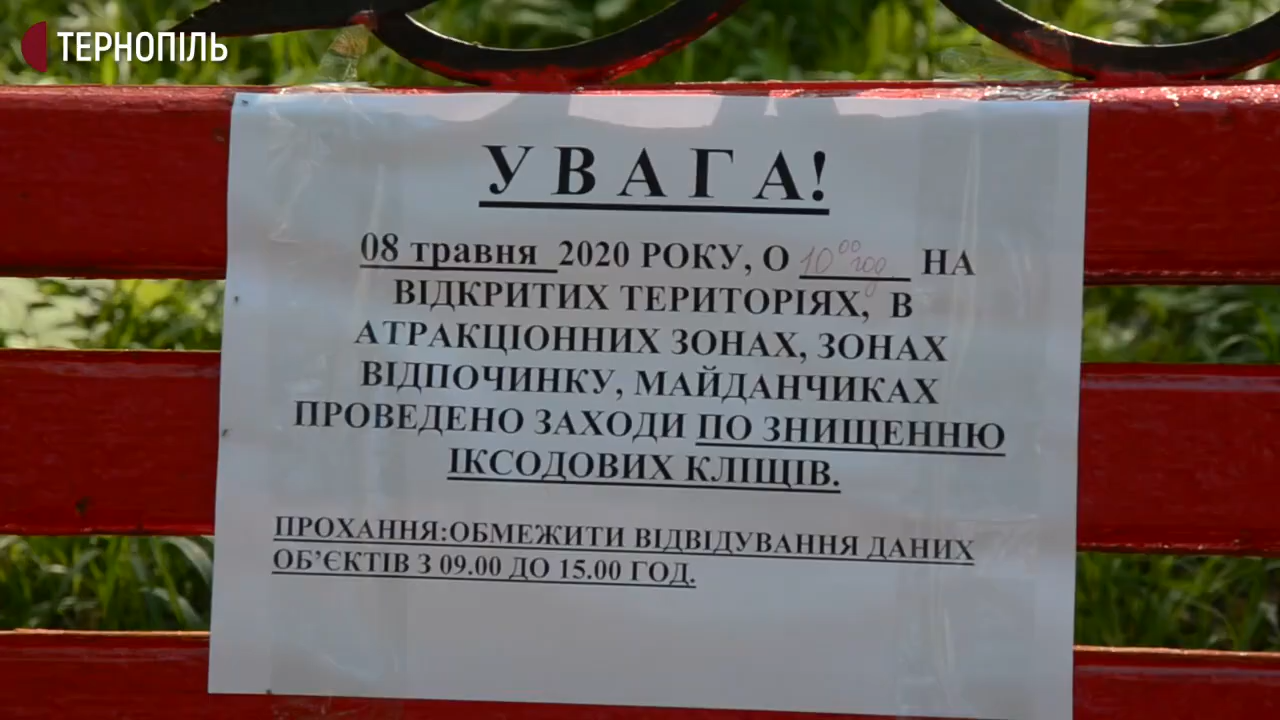 ТЕРНОПІЛЬ
УВАГА!
08 травня 2020 РОКУ, О 10⁰⁰ год НА
ВІДКРИТИХ ТЕРИТОРІЯХ, В
АТРАКЦІОННИХ ЗОНАХ, ЗОНАХ
ВІДПОЧИНКУ, МАЙДАНЧИКАХ
ПРОВЕДЕНО ЗАХОДИ ПО ЗНИЩЕННЮ
ІКСОДОВИХ КЛІЩІВ.
ПРОХАННЯ:ОБМЕЖИТИ ВІДВІДУВАННЯ ДАНИХ
ОБ’ЄКТІВ З 09.00 ДО 15.00 ГОД.